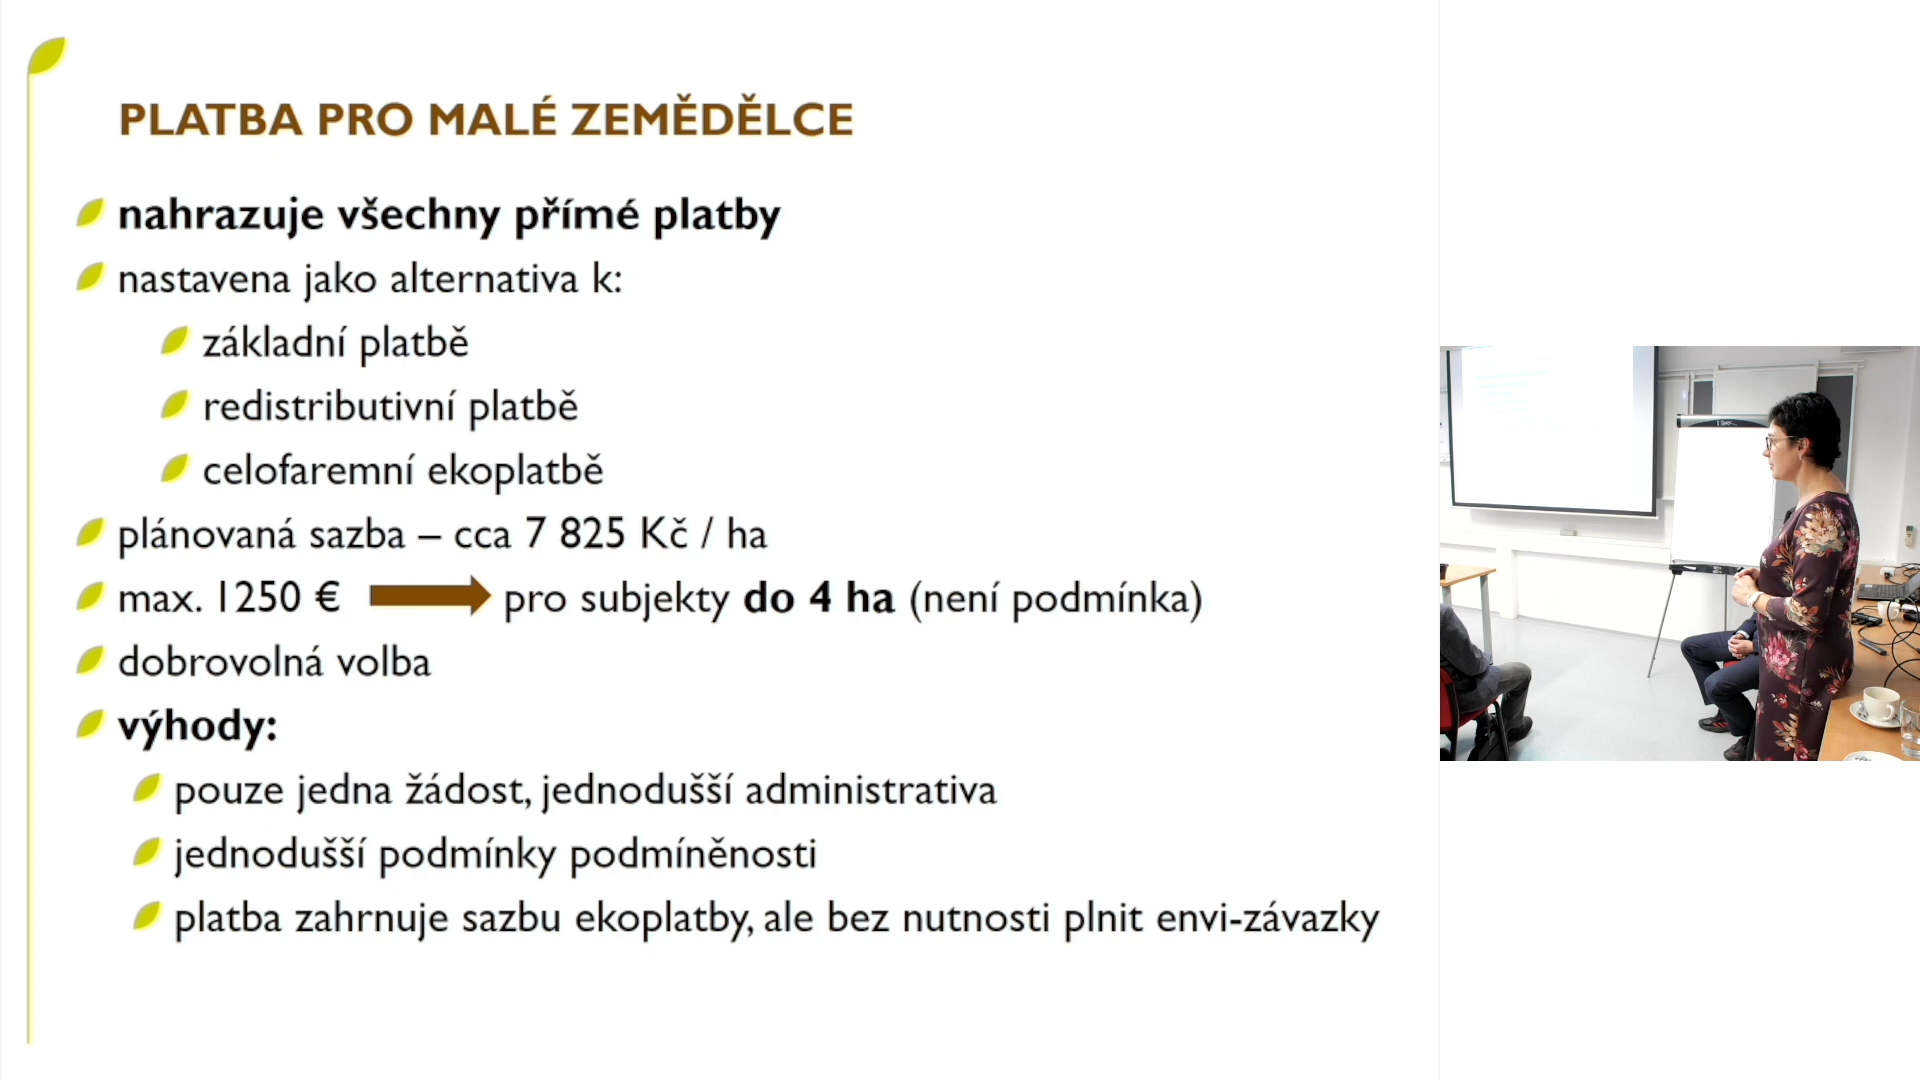 PLATBA PRO MALÉ ZEMĚDĚLCE
nahrazuje všechny přímé platby
nastavena jako alternativa k:
základní platbě
redistributivní platbě
celofaremní ekoplatbě
plánovaná sazba – cca 7 825 Kč / ha
max. 1250 € pro subjekty do 4 ha (není podmínka)
dobrovolná volba
výhody:
pouze jedna žádost, jednodušší administrativa
jednodušší podmínky podmíněnosti
platba zahrnuje sazbu ekoplatby, ale bez nutnosti plnit envi-závazky